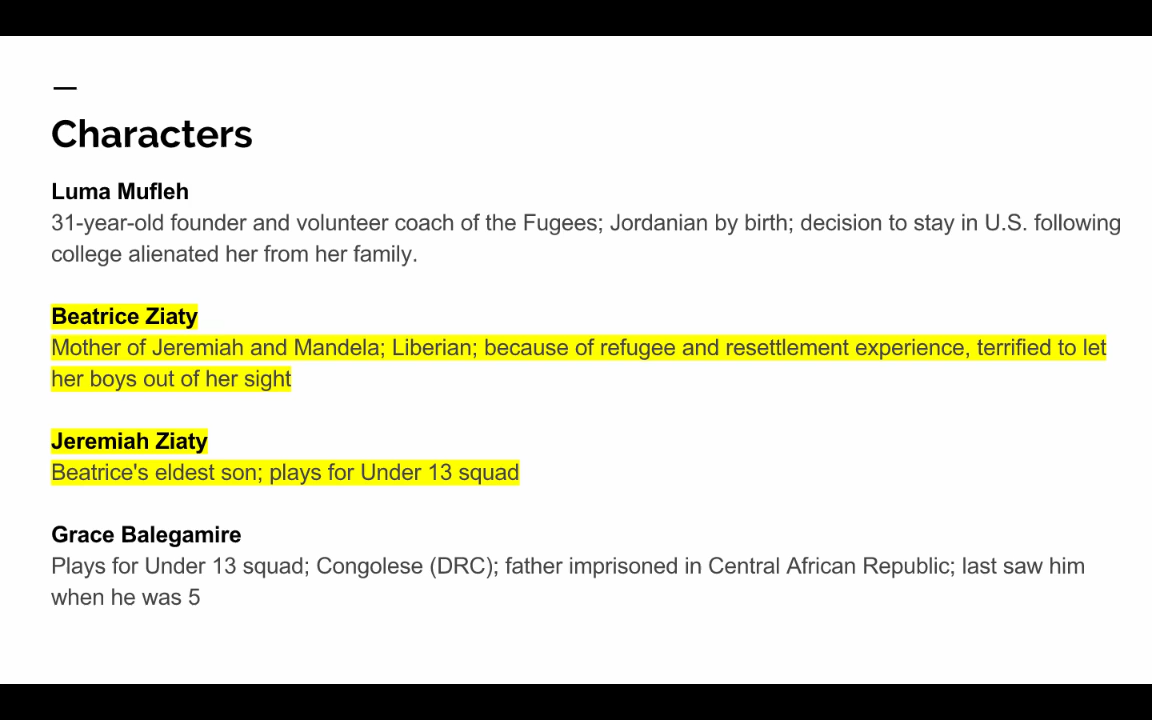 Characters
Luma Mufleh
31-year-old founder and volunteer coach of the Fugees; Jordanian by birth; decision to stay in U.S. following
college alienated her from her family.
Beatrice Ziaty
Mother of Jeremiah and Mandela; Liberian; because of refugee and resettlement experience, terrified to let
her boys out of her sight
Jeremiah Ziaty
Beatrice's eldest son; plays for Under 13 squad
Grace Balegamire
Plays for Under 13 squad; Congolese (DRC); father imprisoned in Central African Republic; last saw him
when he was 5